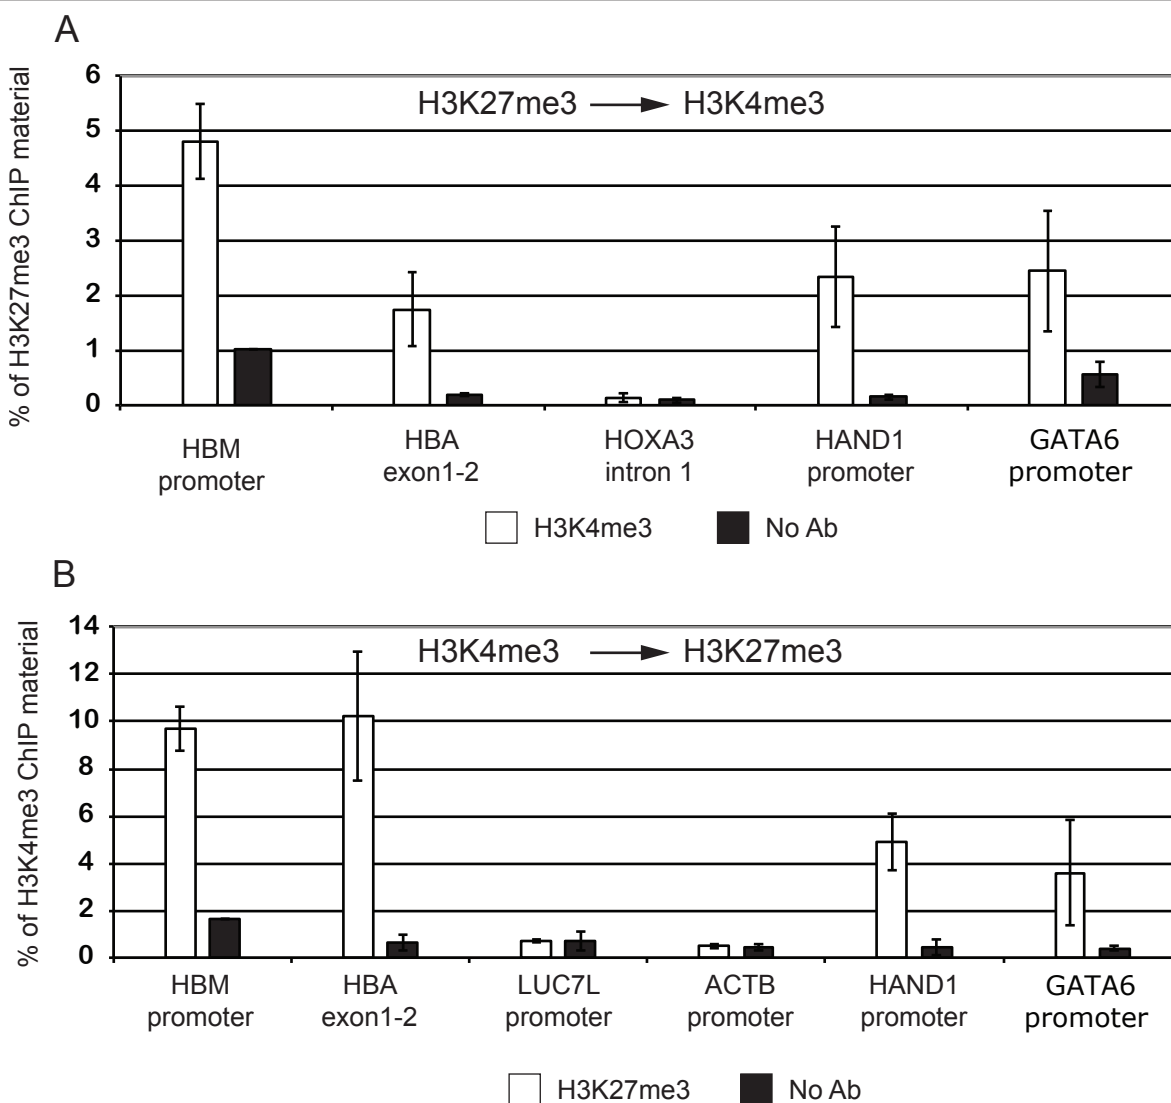 A
% of H3K27me3 ChIP material
6
5
4
3
2
1
0
H3K27me3 → H3K4me3
HBM promoter
HBA exon1-2
HOXA3 intron 1
HAND1 promoter
GATA6 promoter
H3K4me3
No Ab
B
% of H3K4me3 ChIP material
14
12
10
8
6
4
2
0
H3K4me3 → H3K27me3
HBM promoter
HBA exon1-2
LUC7L promoter
ACTB promoter
HAND1 promoter
GATA6 promoter
H3K27me3
No Ab